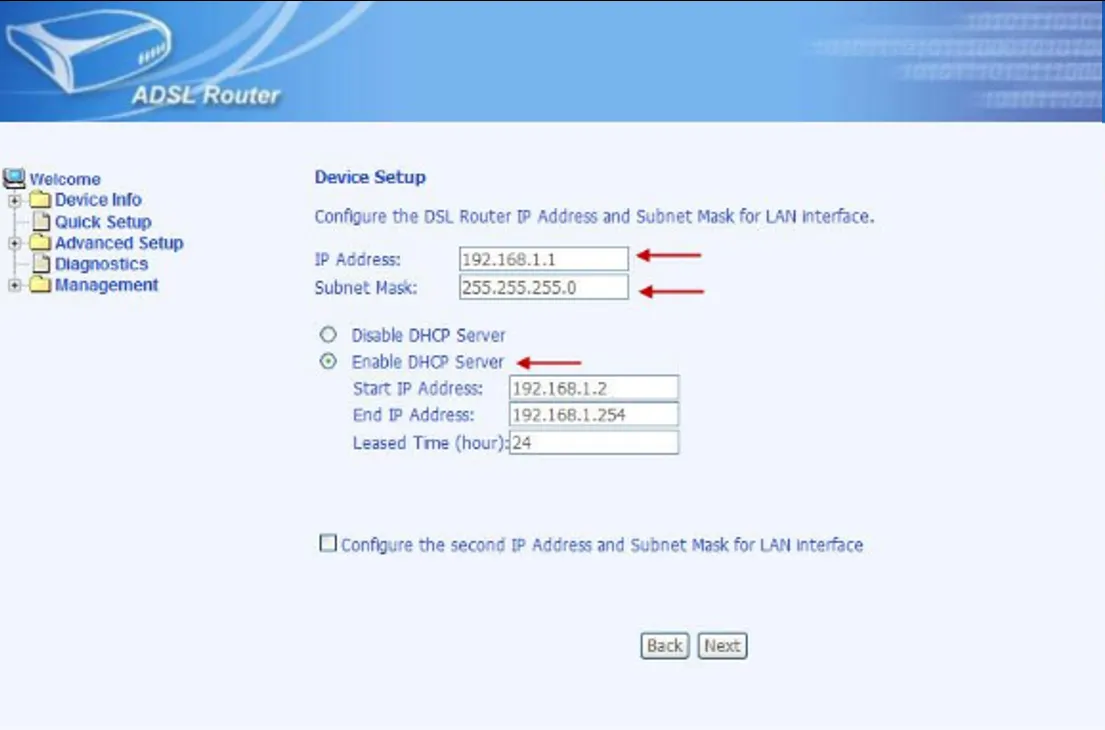 ADSL Router
Welcome
Device Info
Quick Setup
Advanced Setup
Diagnostics
Management
Device Setup
Configure the DSL Router IP Address and Subnet Mask for LAN interface.
IP Address: 192.168.1.1
Subnet Mask: 255.255.255.0
Disable DHCP Server
Enable DHCP Server
Start IP Address: 192.168.1.2
End IP Address: 192.168.1.254
Leased Time (hour): 24
Configure the second IP Address and Subnet Mask for LAN interface
Back Next